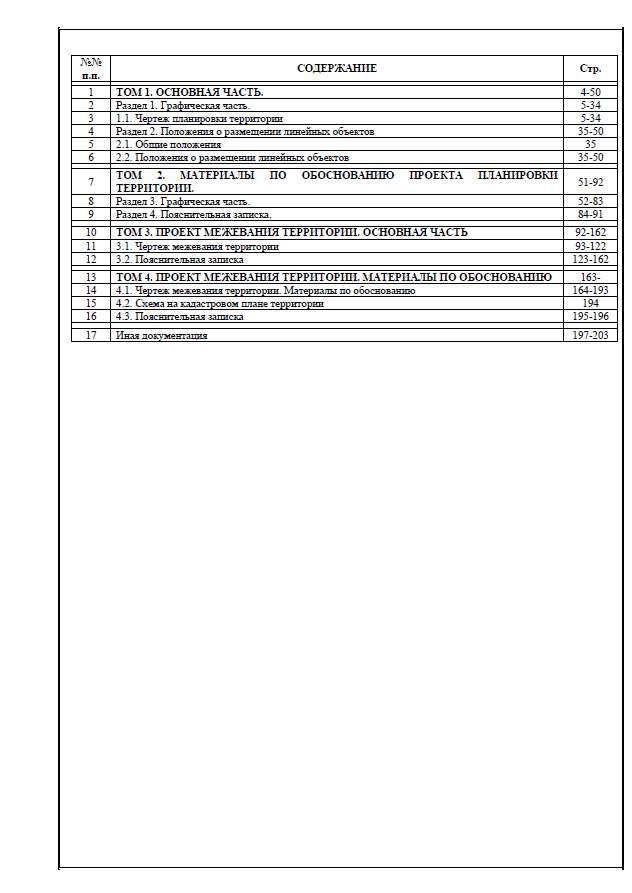 №№ п.п. СОДЕРЖАНИЕ Стр.
1 ТОМ 1. ОСНОВНАЯ ЧАСТЬ. 4-50
2 Раздел 1. Графическая часть. 5-34
3 1.1. Чертеж планировки территории 5-34
4 Раздел 2. Положения о размещении линейных объектов 35-50
5 2.1. Общие положения 35
6 2.2. Положения о размещении линейных объектов 35-50
7 ТОМ 2. МАТЕРИАЛЫ ПО ОБОСНОВАНИЮ ПРОЕКТА ПЛАНИРОВКИ
ТЕРРИТОРИИ. 51-92
8 Раздел 3. Графическая часть. 52-83
9 Раздел 4. Пояснительная записка. 84-91
10 ТОМ 3. ПРОЕКТ МЕЖЕВАНИЯ ТЕРРИТОРИИ. ОСНОВНАЯ ЧАСТЬ 92-162
11 3.1. Чертеж межевания территории 93-122
12 3.2. Пояснительная записка 123-162
13 ТОМ 4. ПРОЕКТ МЕЖЕВАНИЯ ТЕРРИТОРИИ. МАТЕРИАЛЫ ПО ОБОСНОВАНИЮ 163-
14 4.1. Чертеж межевания территории. Материалы по обоснованию 164-193
15 4.2. Схема на кадастровом плане территории 194
16 4.3. Пояснительная записка 195-196
17 Иная документация 197-203